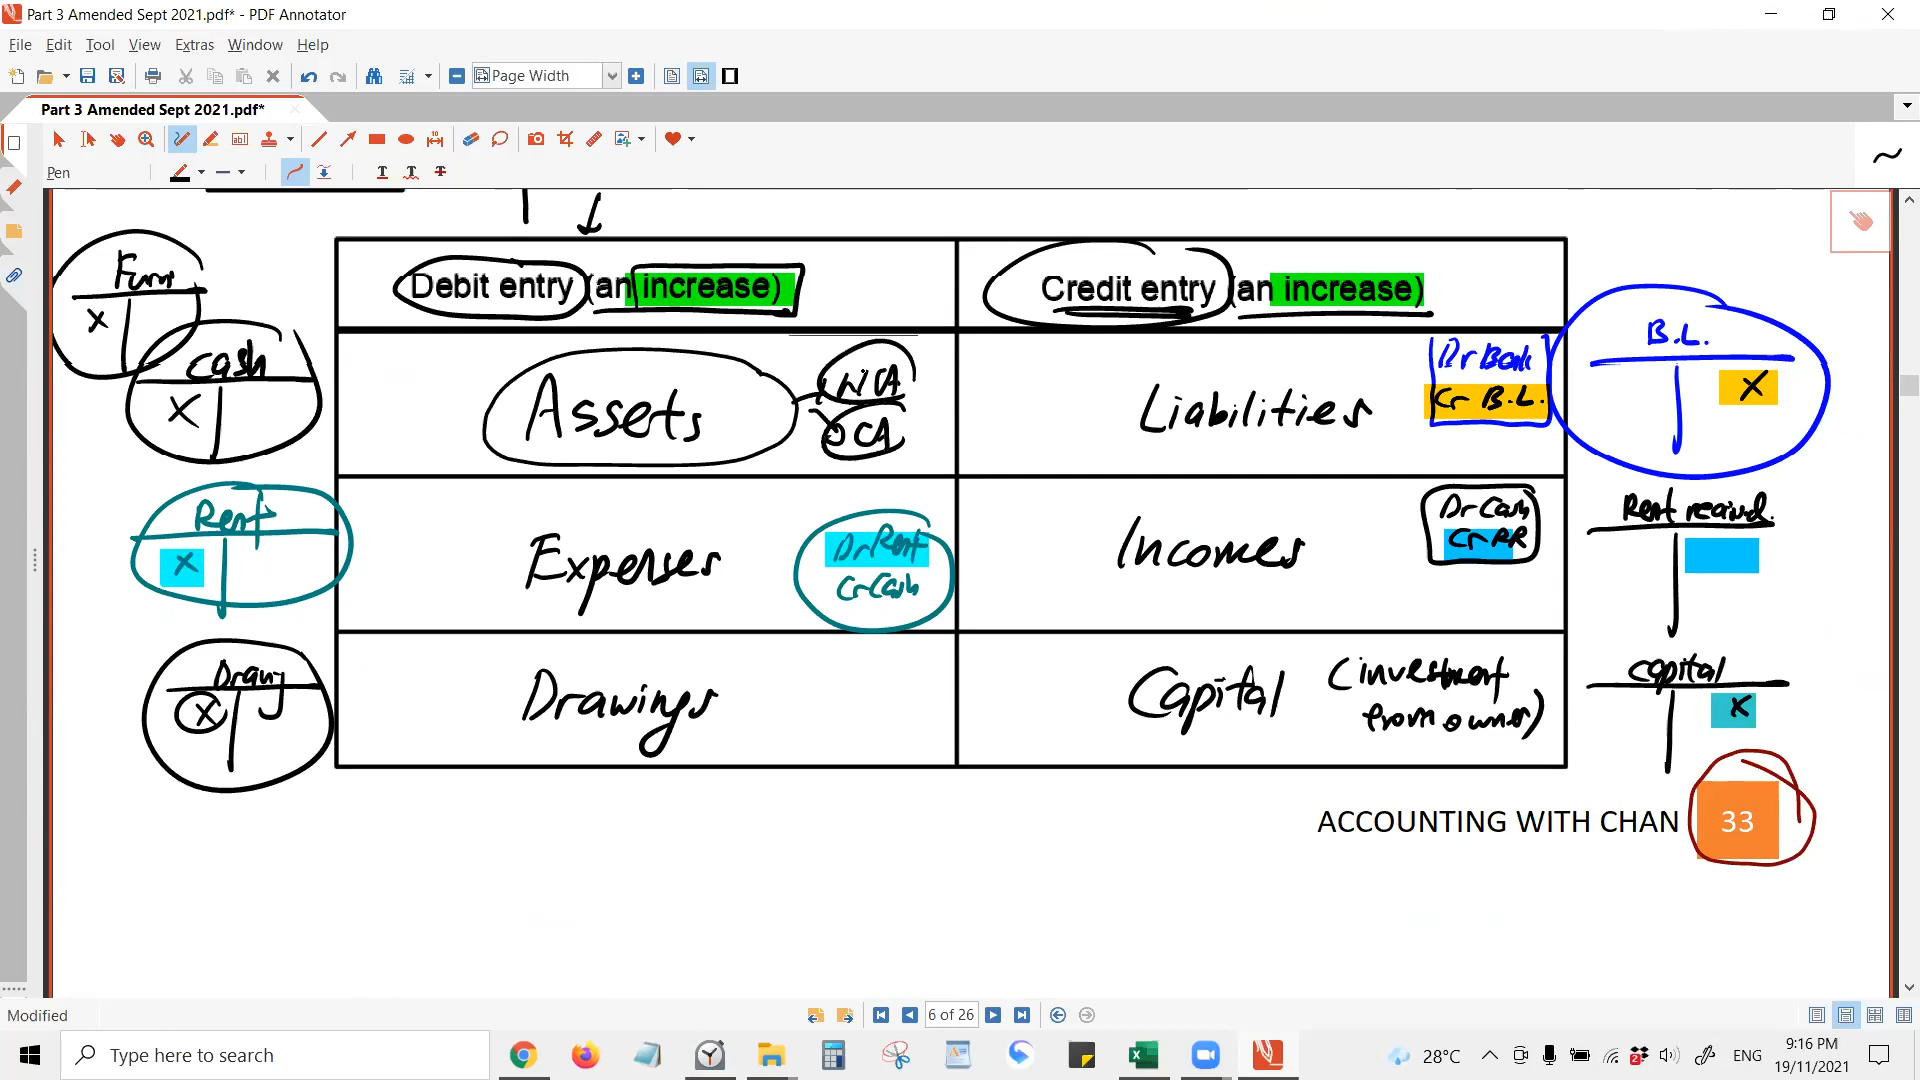 Part 3 Amended Sept 2021.pdf* - PDF Annotator
File Edit Tool View Extras Window Help
Page Width
Part 3 Amended Sept 2021.pdf*
Pen
Furn
X
cash
X
Debit entry (an increase)
Credit entry (an increase)
Assets
NCA
CA
Liabilities
Dr Bank
Cr B.L.
B.L.
X
Rent
X
Expenses
Dr Rent
Cr Cash
Incomes
Dr Cash
Cr RR
Rent received.
Drawings
X
Capital (investment
from owner)
capital
X
ACCOUNTING WITH CHAN 33
Modified
6 of 26
Type here to search
28°C
ENG
9:16 PM
19/11/2021